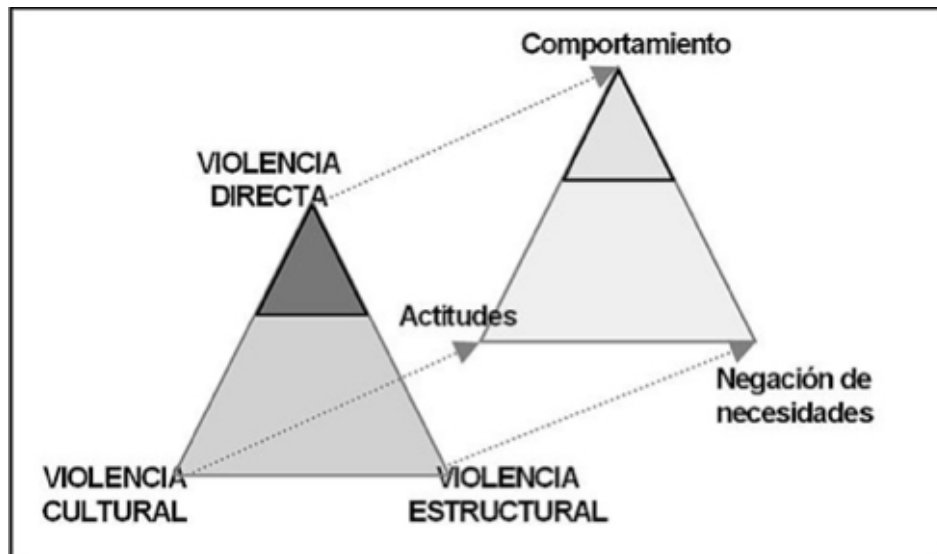 Comportamiento
VIOLENCIA
DIRECTA
Actitudes
Negación de
necesidades
VIOLENCIA
CULTURAL
VIOLENCIA
ESTRUCTURAL